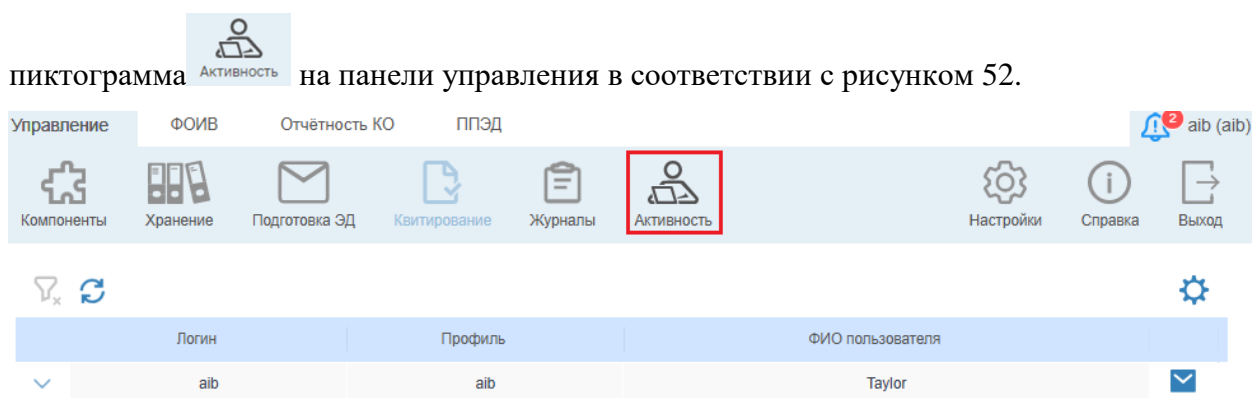 пиктограмма Активность на панели управления в соответствии с рисунком 52.
Управление ФОИВ Отчётность КО ППЭД 2 aib (aib)
Компоненты Хранение Подготовка ЭД Квитирование Журналы Активность Настройки Справка Выход
Логин Профиль ФИО пользователя
aib aib Taylor